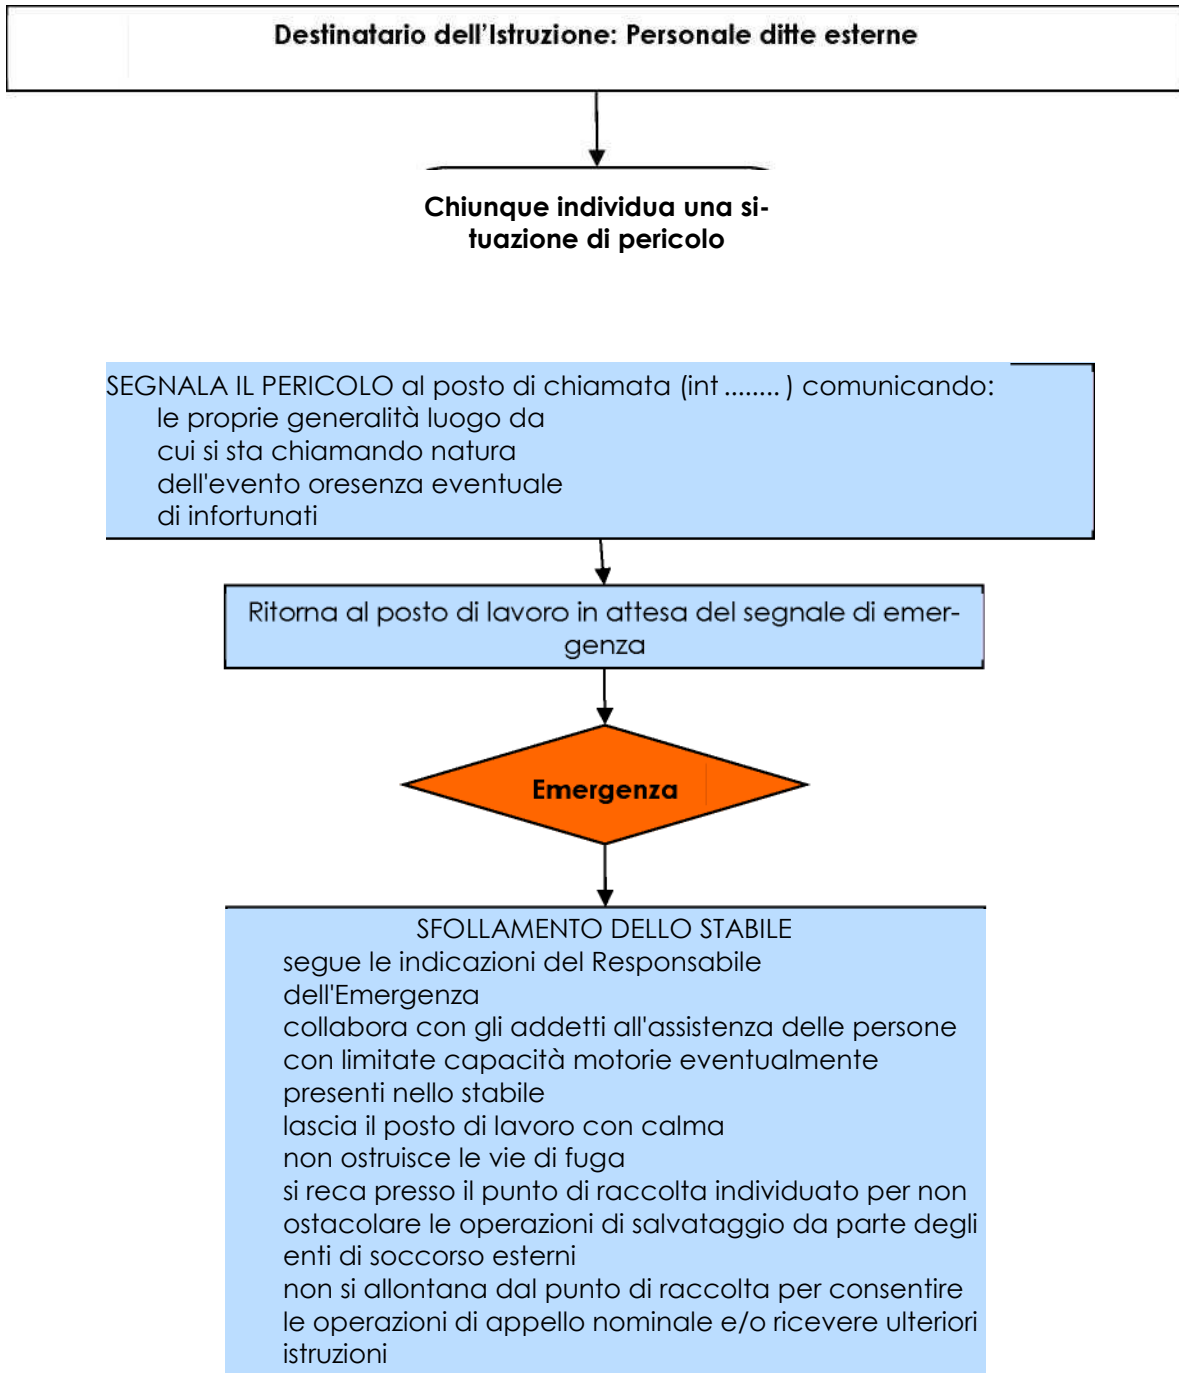 Destinatario dell'Istruzione: Personale ditte esterne
Chiunque individua una si-
tuazione di pericolo
SEGNALA IL PERICOLO al posto di chiamata (int ........ ) comunicando:
le proprie generalità luogo da
cui si sta chiamando natura
dell'evento oresenza eventuale
di infortunati
Ritorna al posto di lavoro in attesa del segnale di emer-
genza
Emergenza
SFOLLAMENTO DELLO STABILE
segue le indicazioni del Responsabile
dell'Emergenza
collabora con gli addetti all'assistenza delle persone
con limitate capacità motorie eventualmente
presenti nello stabile
lascia il posto di lavoro con calma
non ostruisce le vie di fuga
si reca presso il punto di raccolta individuato per non
ostacolare le operazioni di salvataggio da parte degli
enti di soccorso esterni
non si allontana dal punto di raccolta per consentire
le operazioni di appello nominale e/o ricevere ulteriori
istruzioni